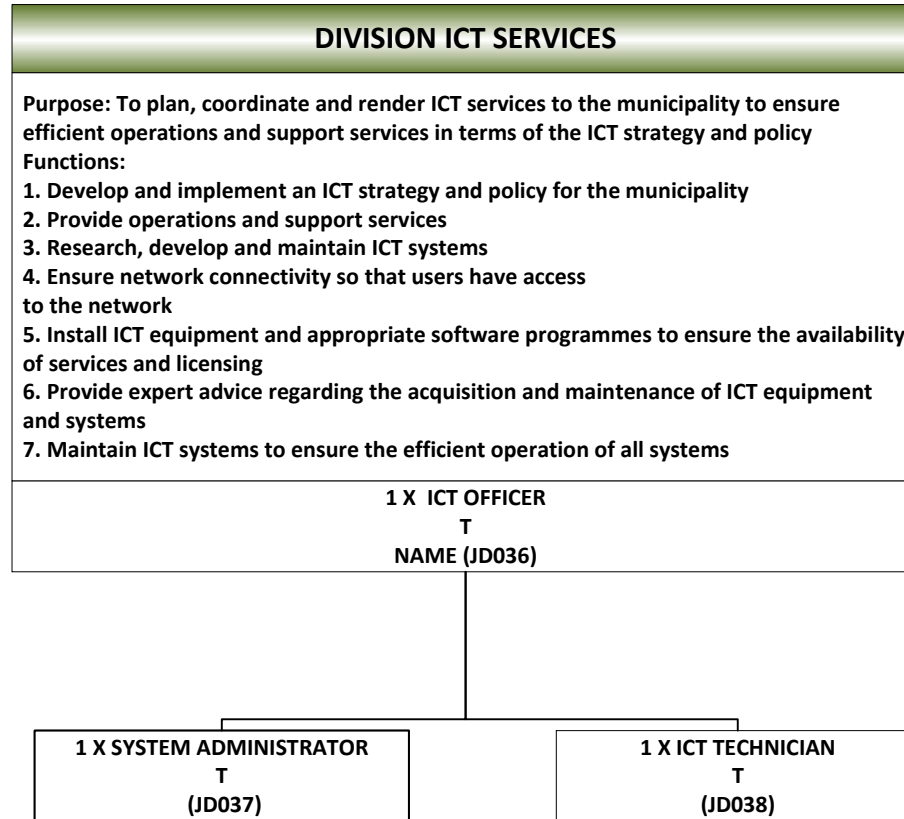 DIVISION ICT SERVICES
Purpose: To plan, coordinate and render ICT services to the municipality to ensure
efficient operations and support services in terms of the ICT strategy and policy
Functions:
1. Develop and implement an ICT strategy and policy for the municipality
2. Provide operations and support services
3. Research, develop and maintain ICT systems
4. Ensure network connectivity so that users have access
to the network
5. Install ICT equipment and appropriate software programmes to ensure the availability
of services and licensing
6. Provide expert advice regarding the acquisition and maintenance of ICT equipment
and systems
7. Maintain ICT systems to ensure the efficient operation of all systems
1 X  ICT OFFICER
T
NAME (JD036)
1 X SYSTEM ADMINISTRATOR
T
(JD037)
1 X ICT TECHNICIAN
T
(JD038)